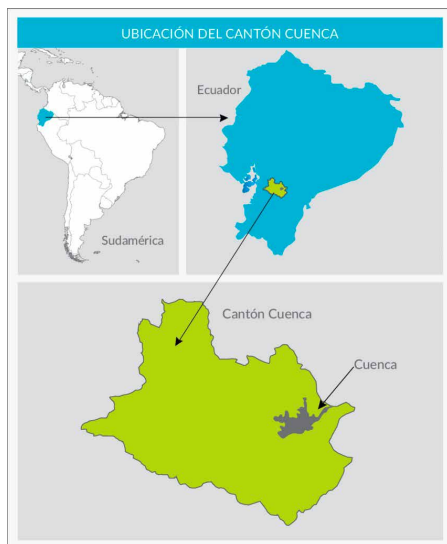 UBICACIÓN DEL CANTÓN CUENCA
Ecuador
Sudamérica
Cantón Cuenca
Cuenca